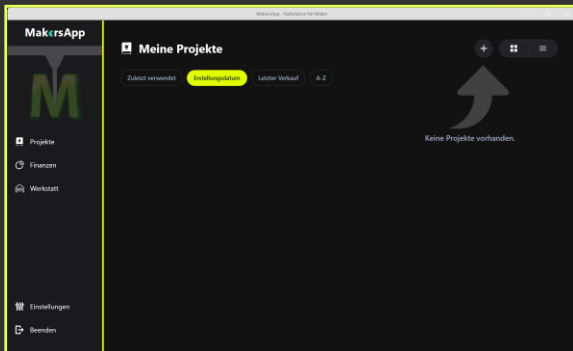 MakersApp - Kalkulation für Maker
MakersApp
M
Meine Projekte
Zuletzt verwendet
Erstellungsdatum
Letzter Verkauf
A-Z
Keine Projekte vorhanden.
Projekte
Finanzen
Werkstatt
Einstellungen
Beenden